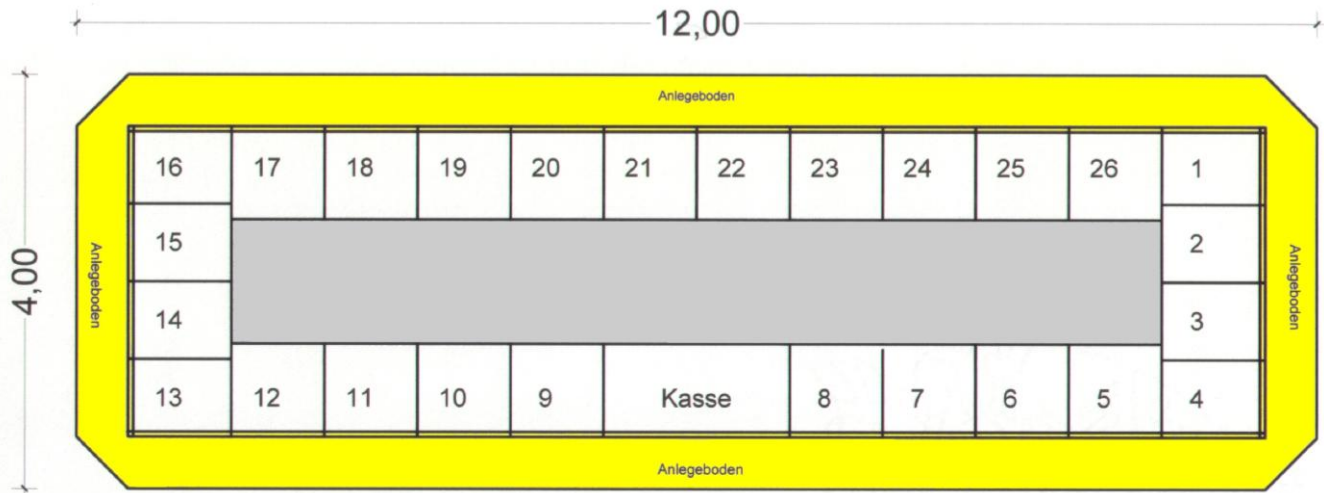 12,00
Anlegeboden
16 17 18 19 20 21 22 23 24 25 26 1
15 2
4,00 Anlegeboden Anlegeboden
14 3
13 12 11 10 9 Kasse 8 7 6 5 4
Anlegeboden